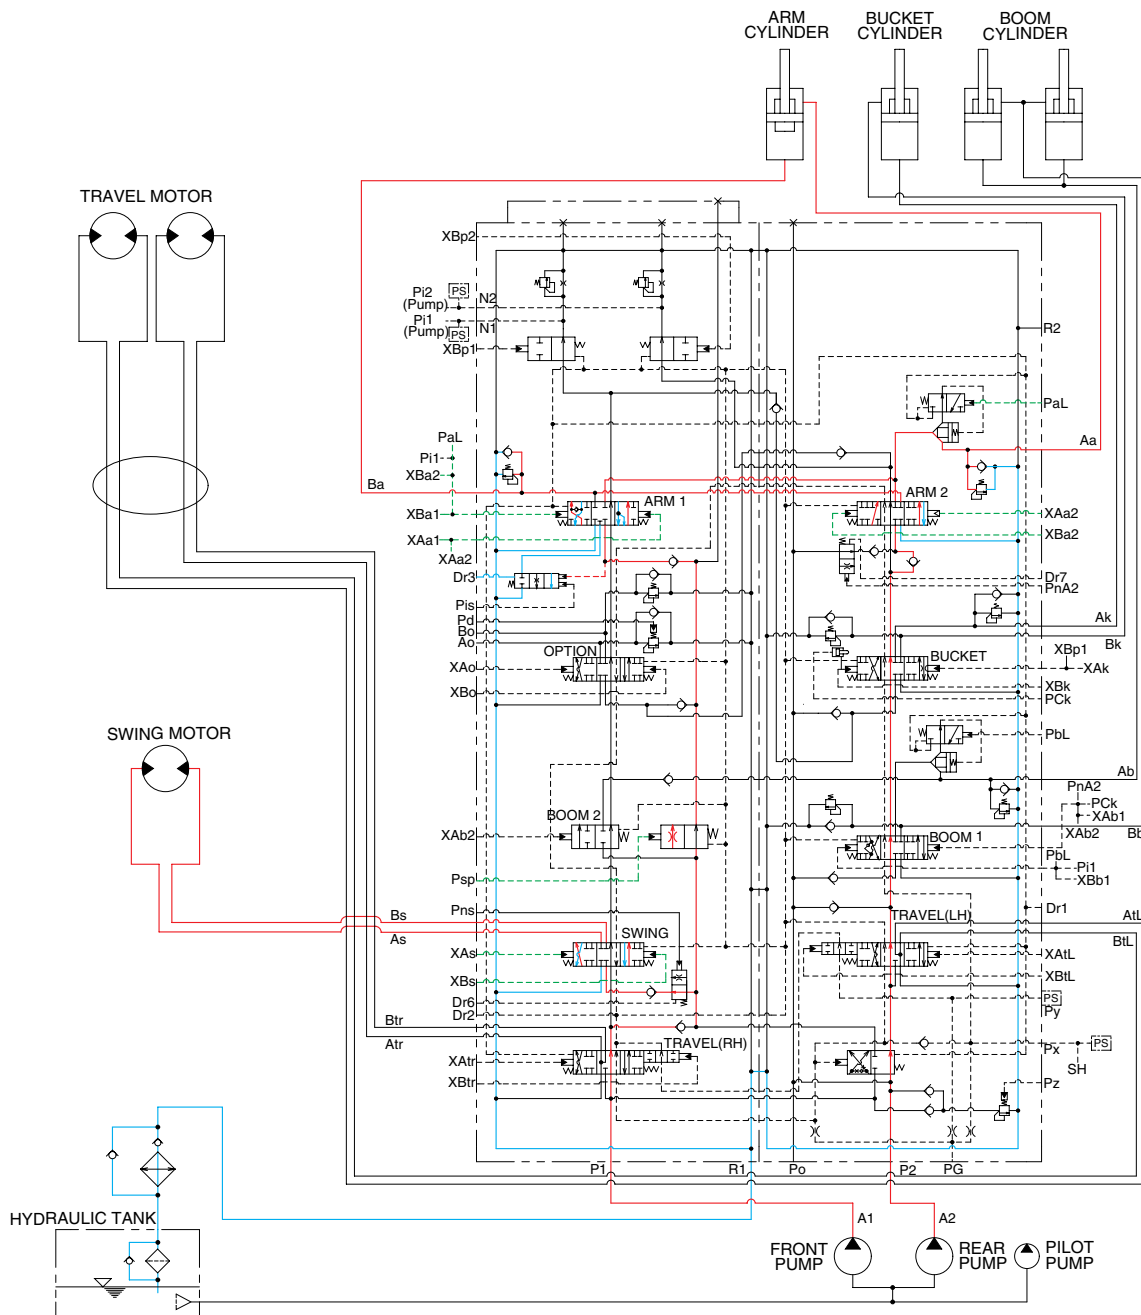 ARM
CYLINDER
BUCKET
CYLINDER
BOOM
CYLINDER
TRAVEL MOTOR
XBp2
Pi2
(Pump)
PS
N2
Pi1
(Pump)
PS
N1
XBp1
R2
PaL
Aa
PaL
Pi1
XBa2
Ba
XBa1
XAa1
XAa2
ARM 1
ARM 2
XAa2
XBa2
Dr3
Pis
Pd
Bo
Ao
Dr7
PnA2
Ak
Bk
OPTION
BUCKET
XBp1
XAo
XBo
XAk
XBk
PCk
SWING MOTOR
PbL
Ab
PnA2
PCk
XAb1
XAb2
BOOM 2
BOOM 1
XAb2
Bb
PbL
Pi1
XBb1
Psp
Pns
Dr1
Bs
As
SWING
TRAVEL(LH)
AtL
BtL
XAs
XBs
XAtL
XBtL
Dr6
Dr2
PS
Py
Btr
Atr
TRAVEL(RH)
Px
PS
SH
XAtr
XBtr
Pz
P1
R1
Po
P2
PG
HYDRAULIC TANK
A1
A2
FRONT
PUMP
REAR
PUMP
PILOT
PUMP